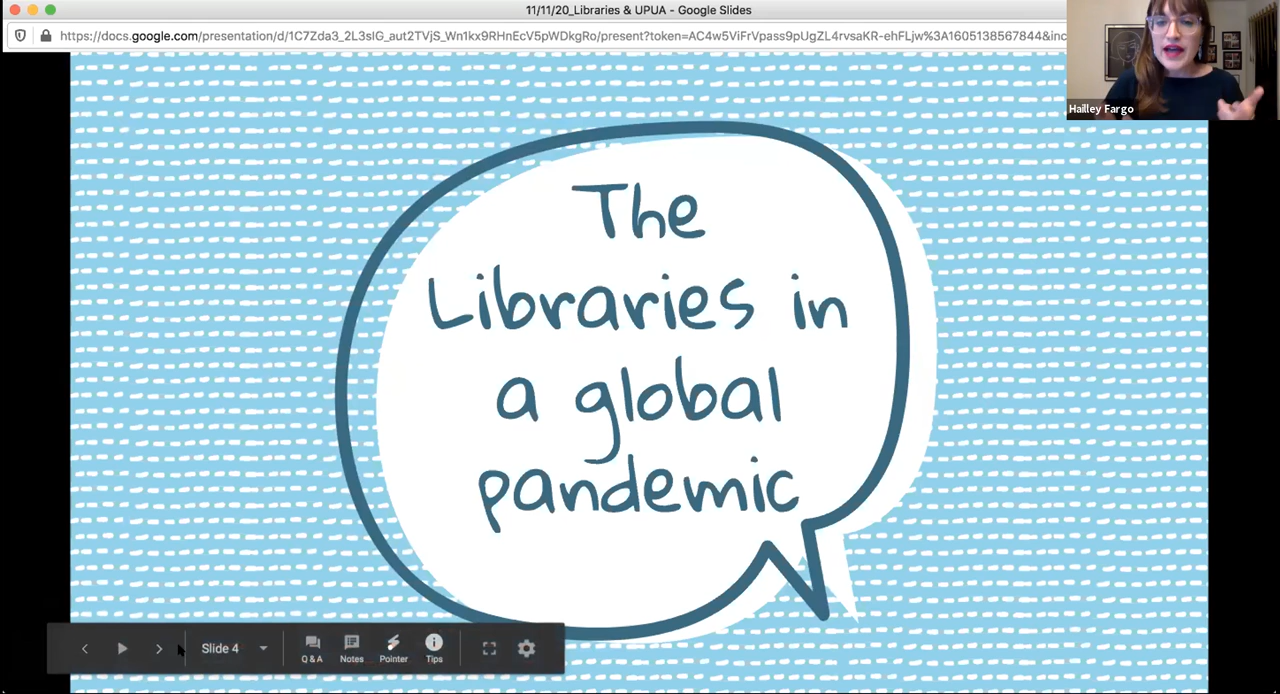 11/11/20_Libraries & UPUA - Google Slides
https://docs.google.com/presentation/d/1C7Zda3_2L3sIG_aut2TVjS_Wn1kx9RHnEcV5pWDkgRo/present?token=AC4w5ViFrVpass9pUgZL4rvsaKR-ehFLjw%3A1605138567844&inc
Hailley Fargo
The
Libraries in
a global
pandemic
Slide 4
Q & A
Notes
Pointer
Tips